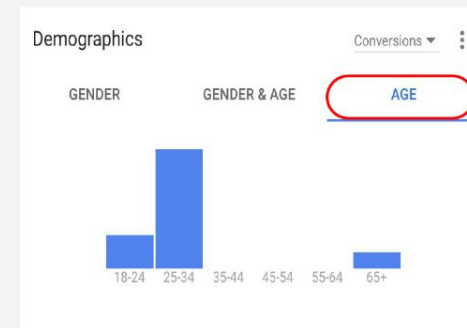 Demographics Conversions
GENDER GENDER & AGE AGE
18-24 25-34 35-44 45-54 55-64 65+